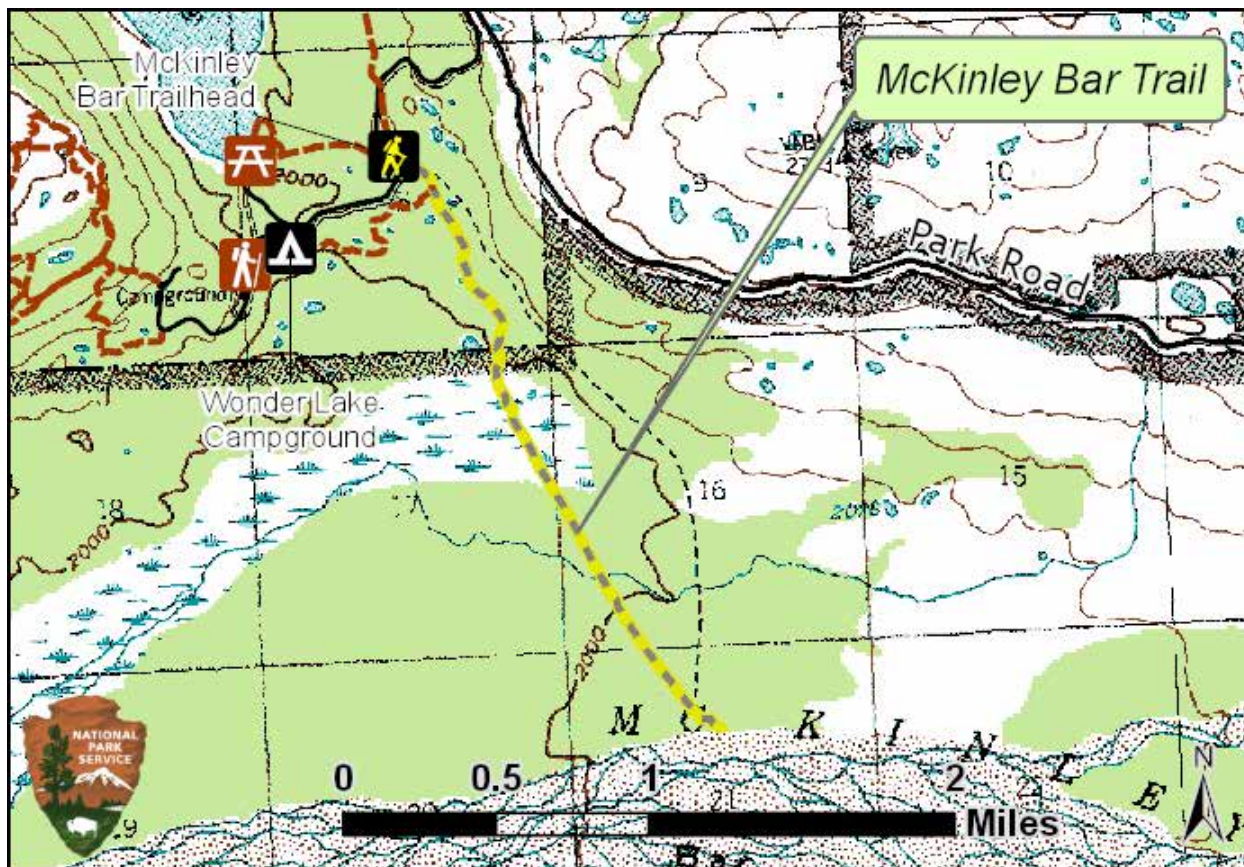 McKinley
Bar Trailhead
McKinley Bar Trail
2000
9
10
Park Road
Campground
Wonder Lake
Campground
18
17
16
15
2000
2000
M C K I N L E Y
NATIONAL
PARK
SERVICE
0 0.5 1 2
Miles
N
21
Bar